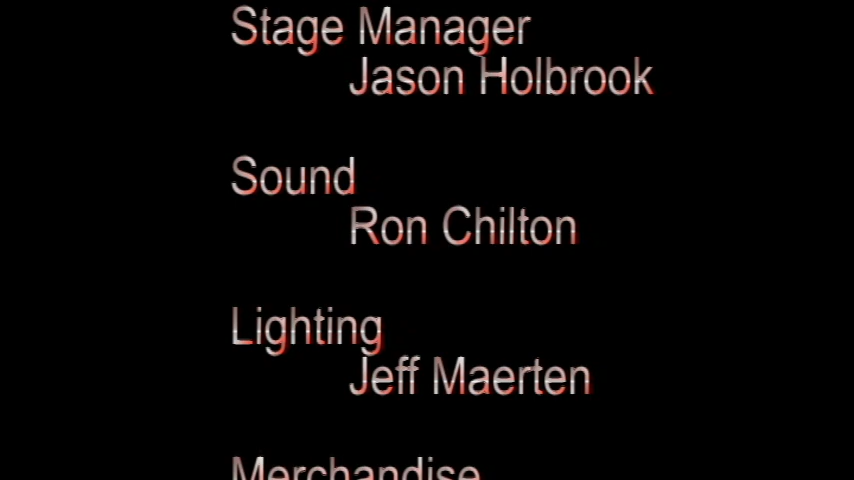 Stage Manager
Jason Holbrook
Sound
Ron Chilton
Lighting
Jeff Maerten
Merchandise